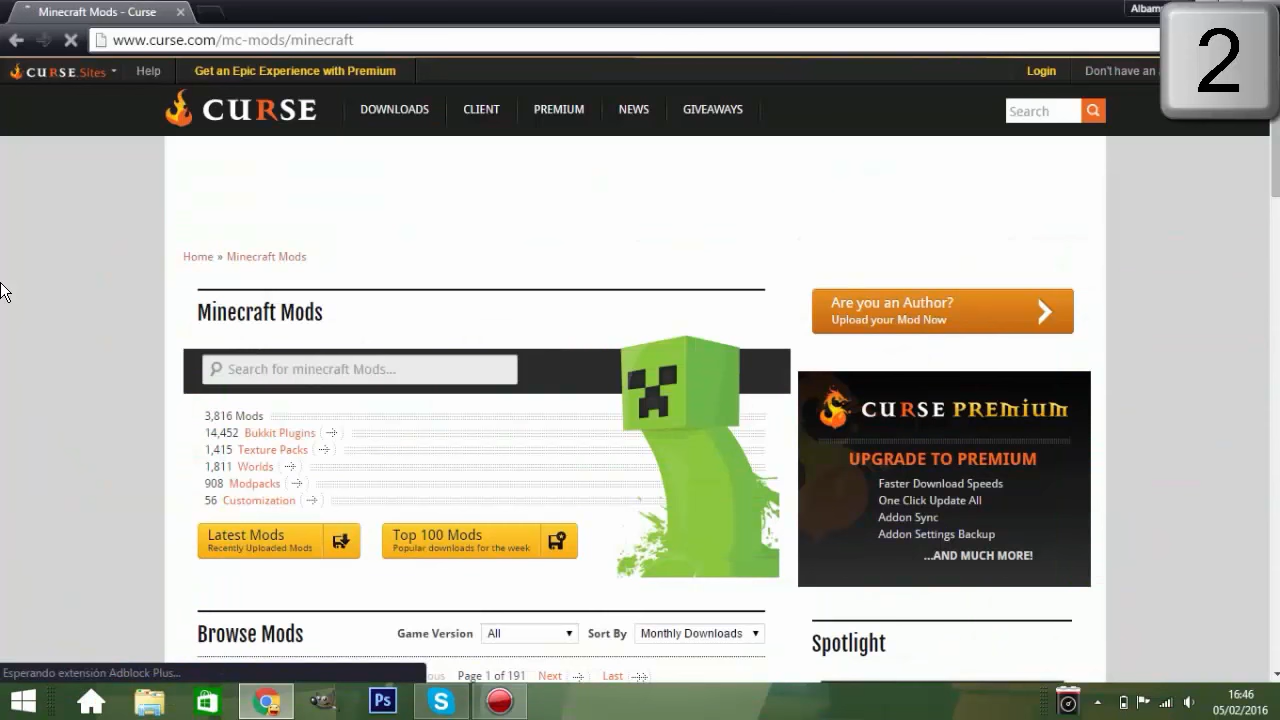 Minecraft Mods - Curse
Albam
2
www.curse.com/mc-mods/minecraft
CURSE.Sites
Help
Get an Epic Experience with Premium
Login
Don't have an a
CURSE
DOWNLOADS
CLIENT
PREMIUM
NEWS
GIVEAWAYS
Search
Home » Minecraft Mods
Minecraft Mods
Search for minecraft Mods...
3,816 Mods
14,452 Bukkit Plugins
1,415 Texture Packs
1,811 Worlds
908 Modpacks
56 Customization
Latest Mods
Recently Uploaded Mods
Top 100 Mods
Popular downloads for the week
Are you an Author?
Upload your Mod Now
CURSE PREMIUM
UPGRADE TO PREMIUM
Faster Download Speeds
One Click Update All
Addon Sync
Addon Settings Backup
...AND MUCH MORE!
Browse Mods
Game Version
All
Sort By
Monthly Downloads
Spotlight
Page 1 of 191
Next
Last
Esperando extensión Adblock Plus...
Ps
16:46
05/02/2016